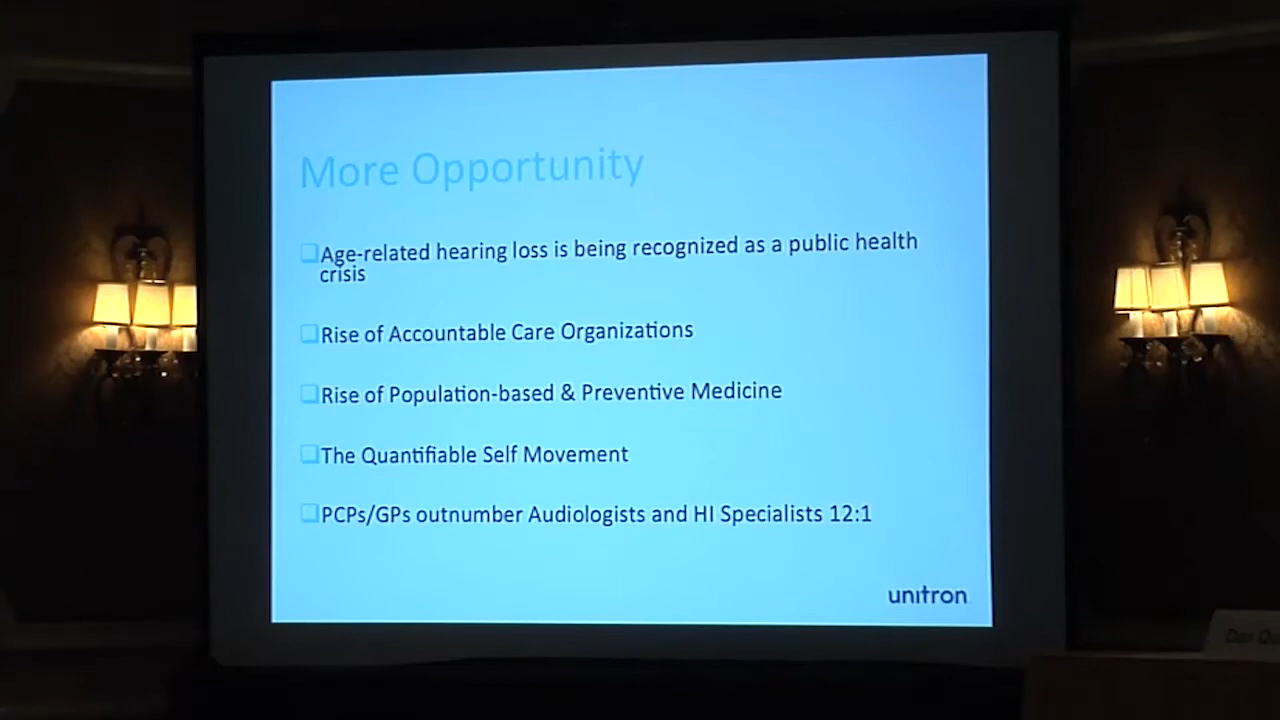 More Opportunity
Age-related hearing loss is being recognized as a public health
crisis
Rise of Accountable Care Organizations
Rise of Population-based & Preventive Medicine
The Quantifiable Self Movement
PCPs/GPs outnumber Audiologists and HI Specialists 12:1
unitron